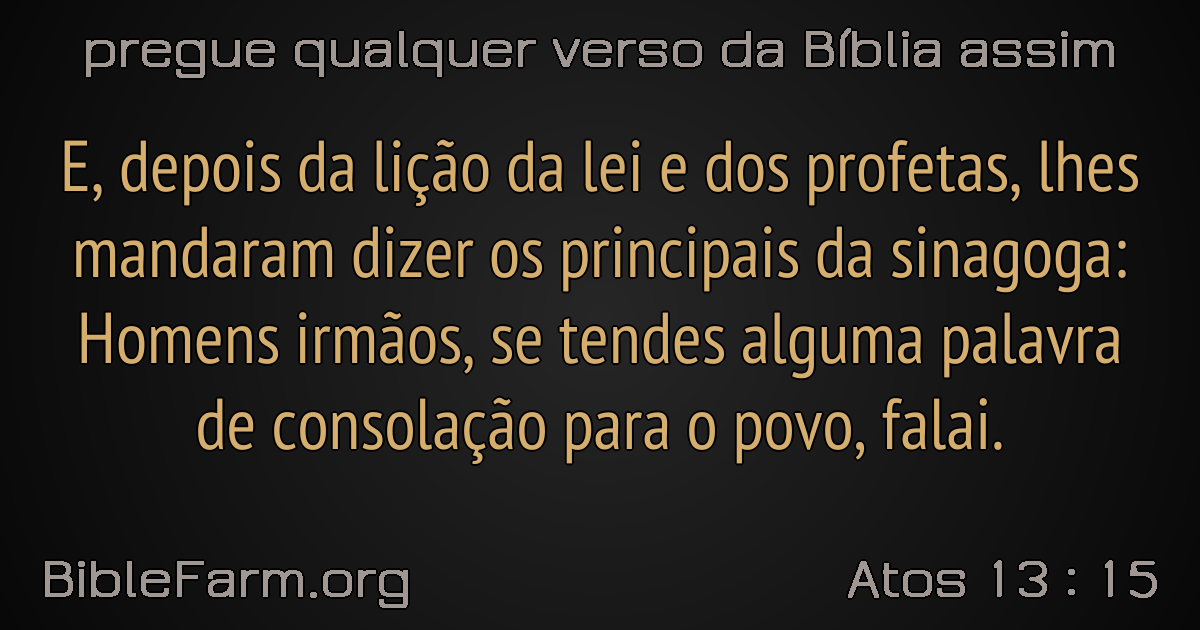 pregue qualquer verso da Bíblia assim
E, depois da lição da lei e dos profetas, lhes
mandaram dizer os principais da sinagoga:
Homens irmãos, se tendes alguma palavra
de consolação para o povo, falai.
BibleFarm.org
Atos 13 : 15